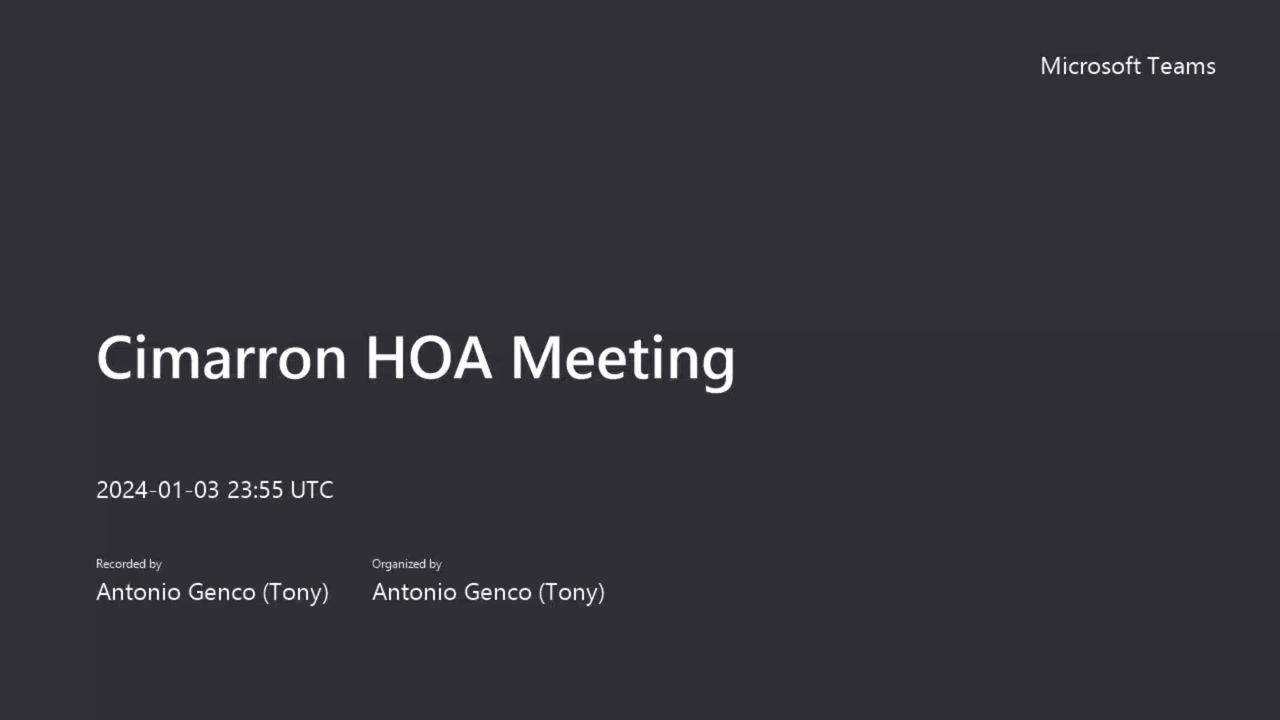 Microsoft Teams
Cimarron HOA Meeting
2024-01-03 23:55 UTC
Recorded by
Antonio Genco (Tony)
Organized by
Antonio Genco (Tony)